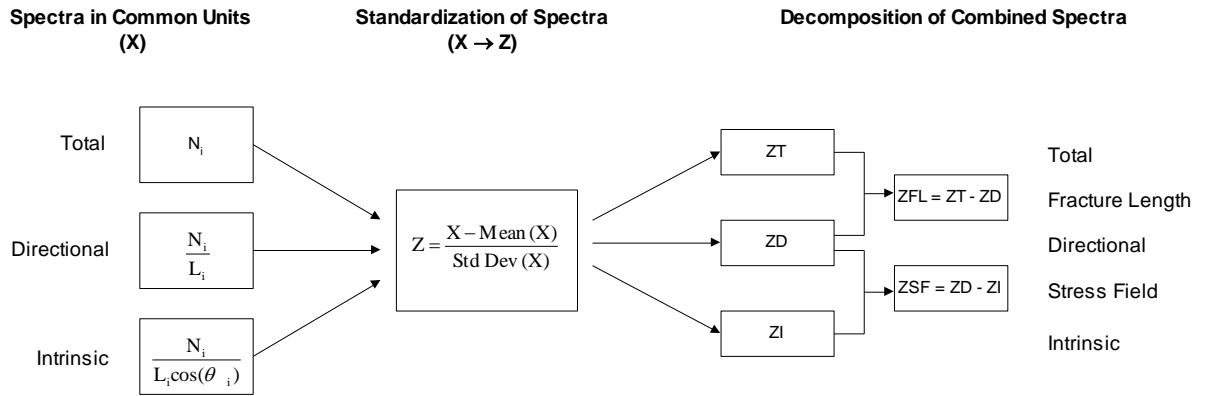 Spectra in Common Units
(X)
Standardization of Spectra
(X → Z)
Decomposition of Combined Spectra
Total
N_i
Directional
N_i
L_i
Intrinsic
N_i
L_i cos(θ_i)
Z = X − Mean (X)
Std Dev (X)
ZT
ZD
ZI
ZFL = ZT - ZD
ZSF = ZD - ZI
Total
Fracture Length
Directional
Stress Field
Intrinsic